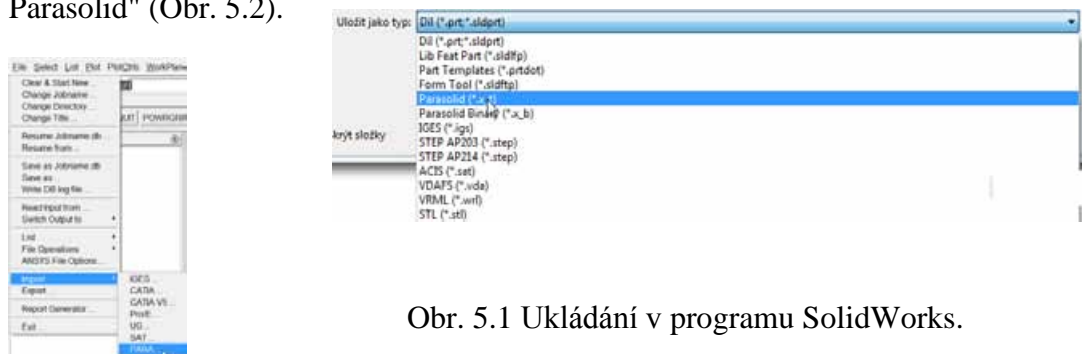 Parasolid" (Obr. 5.2).
Uložit jako typ: Díl (*.prt;*.sldprt)
Díl (*.prt;*.sldprt)
Lib Feat Part (*.sldlfp)
Part Templates (*.prtdot)
Form Tool (*.sldftp)
Parasolid (*.x_t)
Parasolid Binary (*.x_b)
IGES (*.igs)
STEP AP203 (*.step)
STEP AP214 (*.step)
ACIS (*.sat)
VDAFS (*.vda)
VRML (*.wrl)
STL (*.stl)
krýt složky
File Select List Plot PlotCtrls WorkPlane
Clear & Start New ...
Change Jobname ...
Change Directory ...
Change Title ...
Resume Jobname.db ...
Resume from ...
Save as Jobname.db
Save as ...
Write DB log file ...
Read Input from ...
Switch Output to
List
File Operations
ANSYS File Options ...
Import
Export
Report Generator ...
Exit ...
IGES ...
CATIA ...
CATIA V5 ...
Pro/E ...
UG ...
SAT ...
PARA ...
Obr. 5.1 Ukládání v programu SolidWorks.